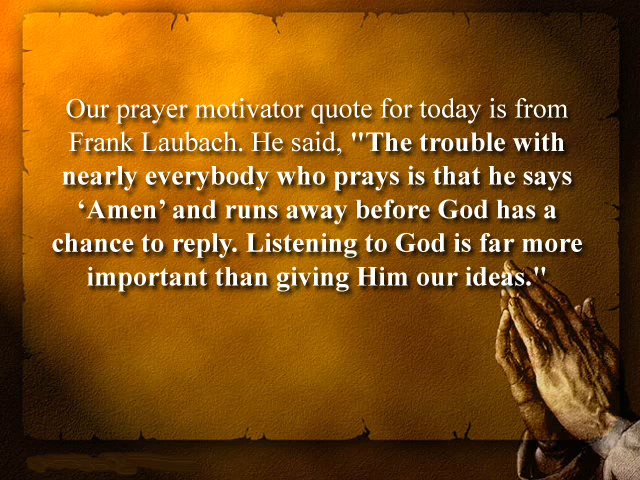 Our prayer motivator quote for today is from
Frank Laubach. He said, "The trouble with
nearly everybody who prays is that he says
‘Amen’ and runs away before God has a
chance to reply. Listening to God is far more
important than giving Him our ideas."